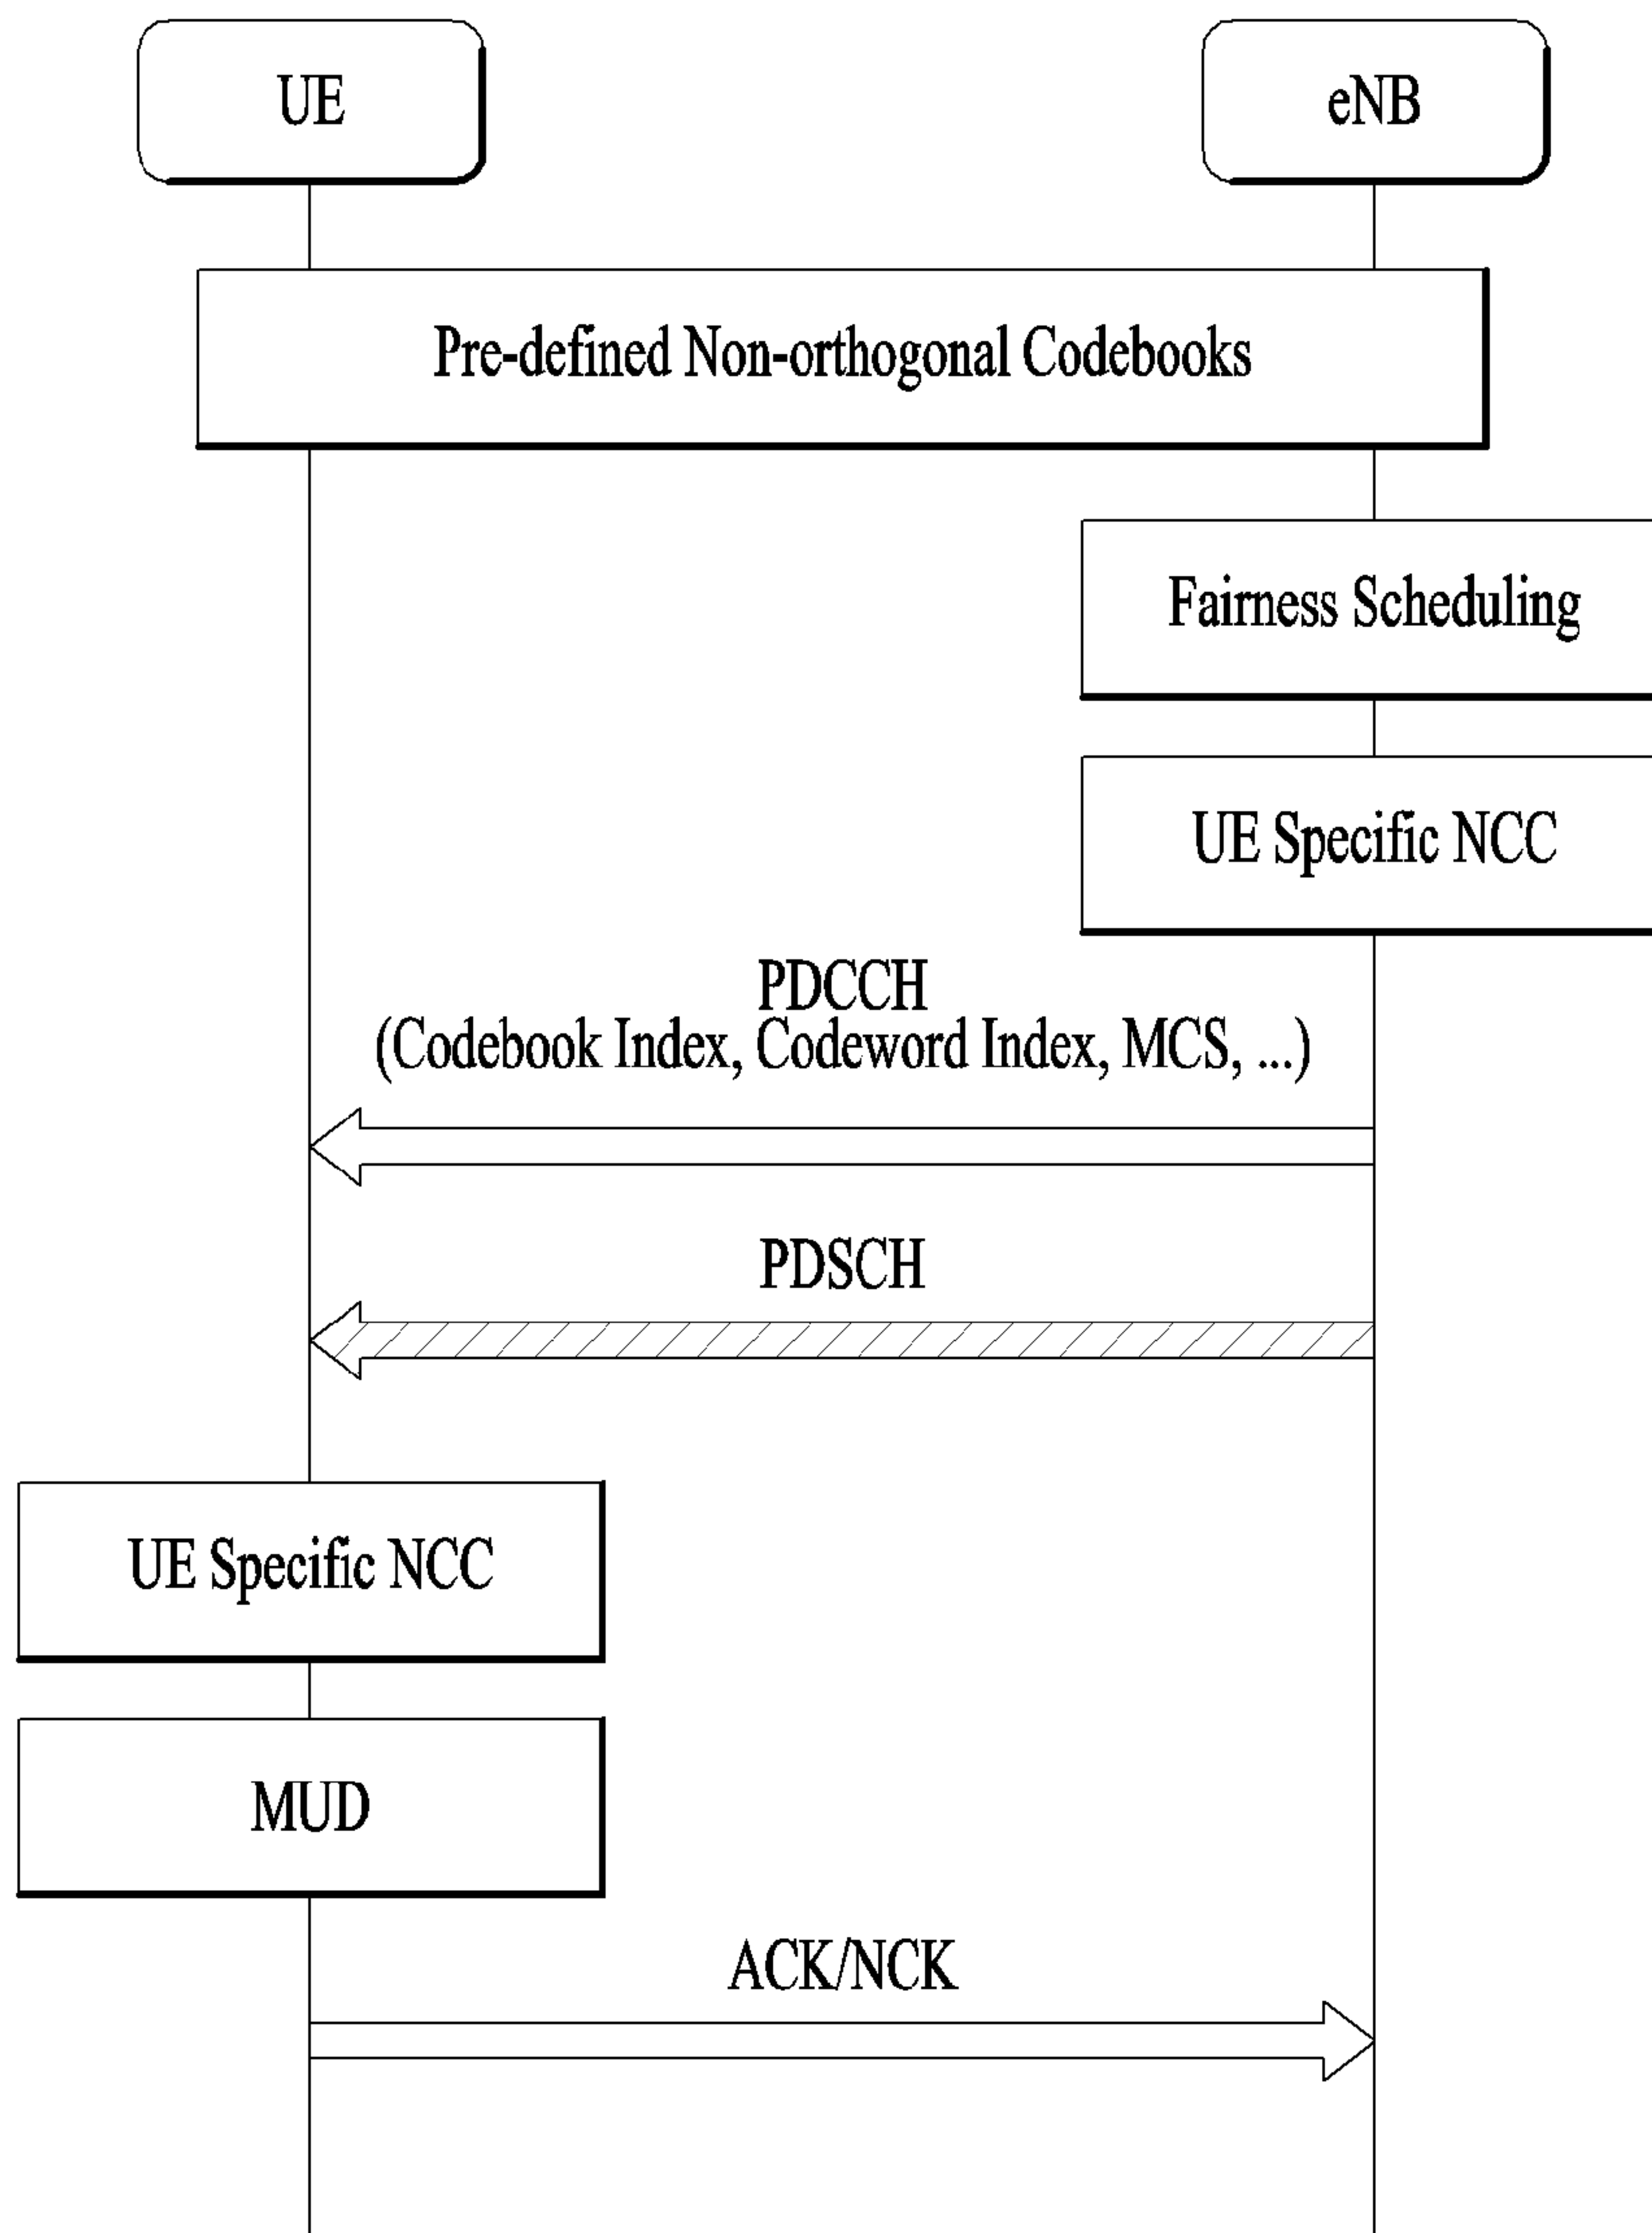 UE
eNB
Pre-defined Non-orthogonal Codebooks
Fairness Scheduling
UE Specific NCC
PDCCH
(Codebook Index, Codeword Index, MCS, ...)
PDSCH
UE Specific NCC
MUD
ACK/NCK